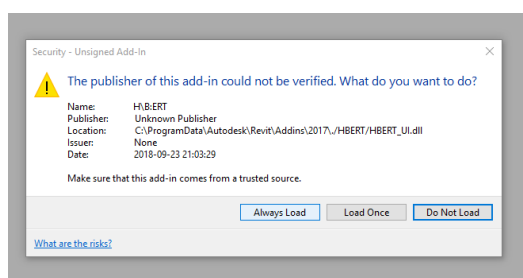 Security - Unsigned Add-In
The publisher of this add-in could not be verified. What do you want to do?
Name: H\B:ERT
Publisher: Unknown Publisher
Location: C:\ProgramData\Autodesk\Revit\Addins\2017\./HBERT/HBERT_UI.dll
Issuer: None
Date: 2018-09-23 21:03:29
Make sure that this add-in comes from a trusted source.
Always Load Load Once Do Not Load
What are the risks?